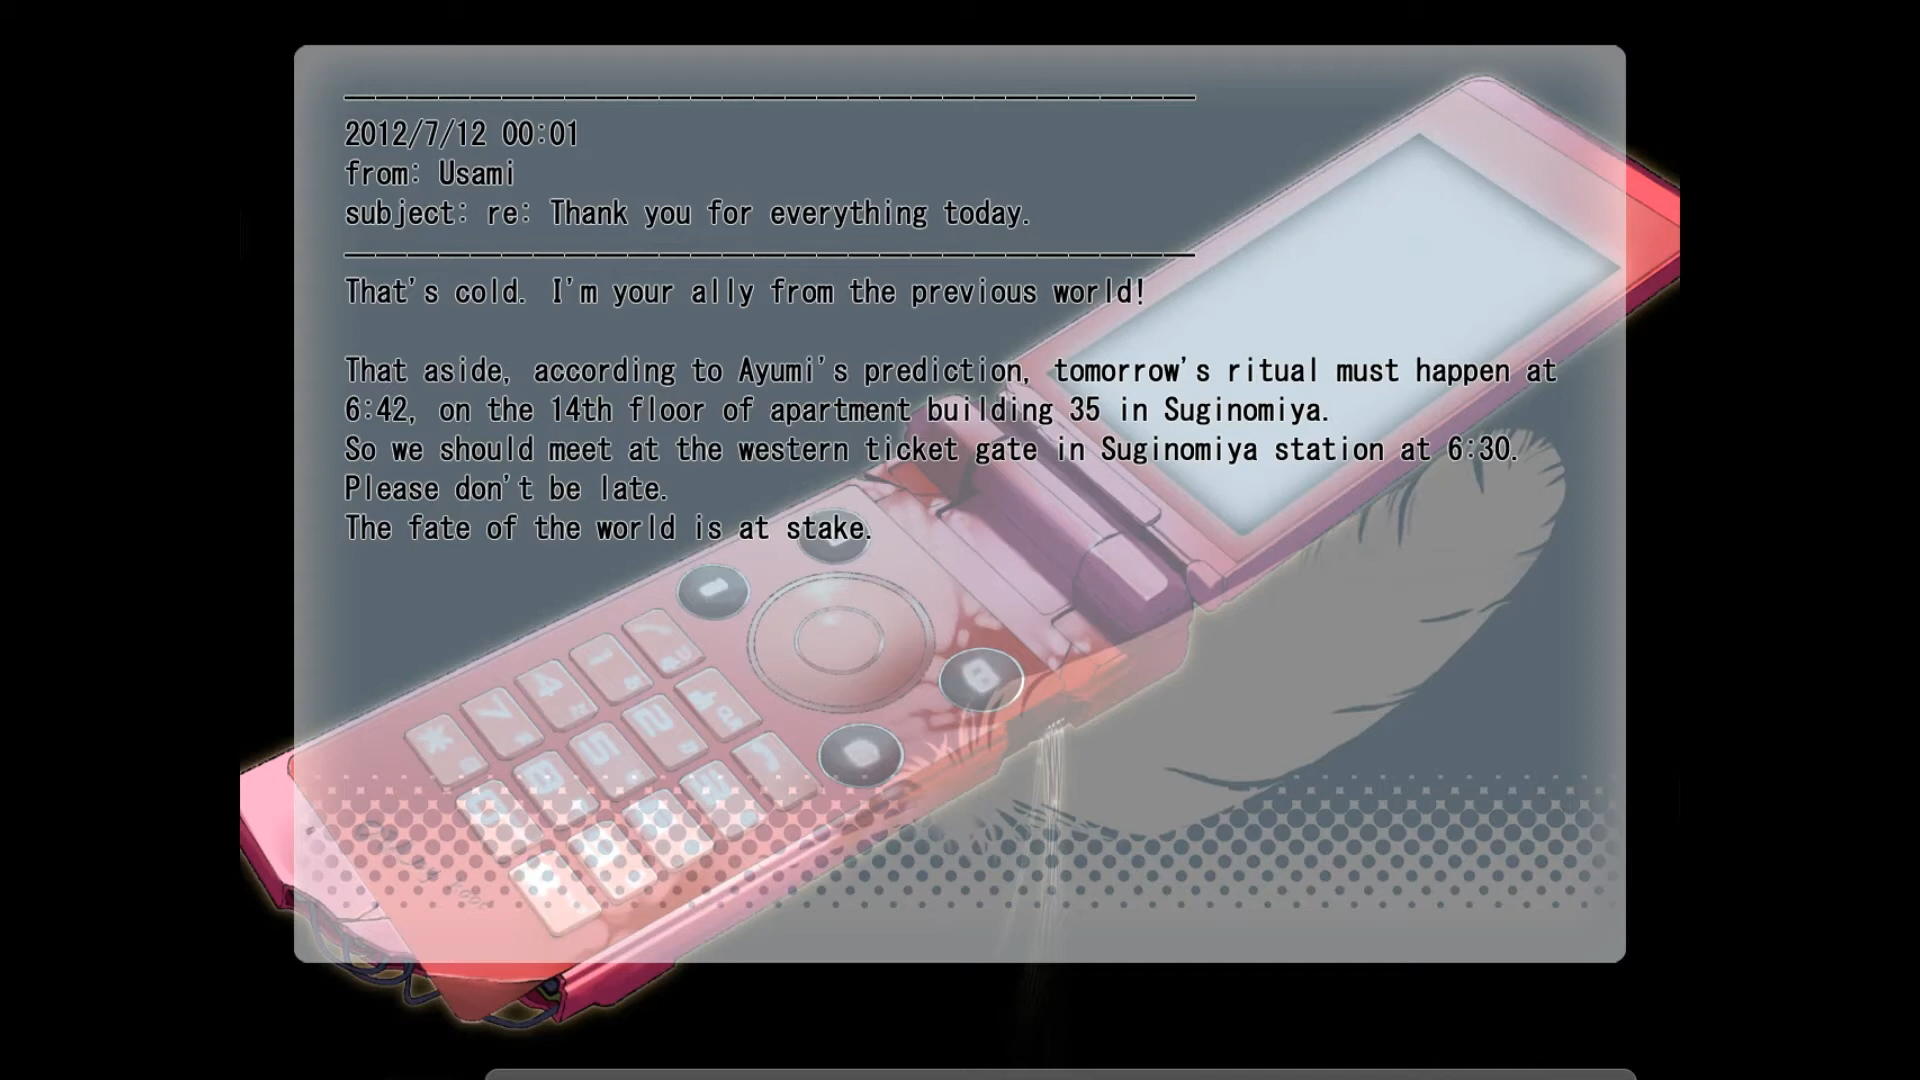 2012/7/12 00:01
from: Usami
subject: re: Thank you for everything today.
That's cold. I'm your ally from the previous world!
That aside, according to Ayumi's prediction, tomorrow's ritual must happen at
6:42, on the 14th floor of apartment building 35 in Suginomiya.
So we should meet at the western ticket gate in Suginomiya station at 6:30.
Please don't be late.
The fate of the world is at stake.